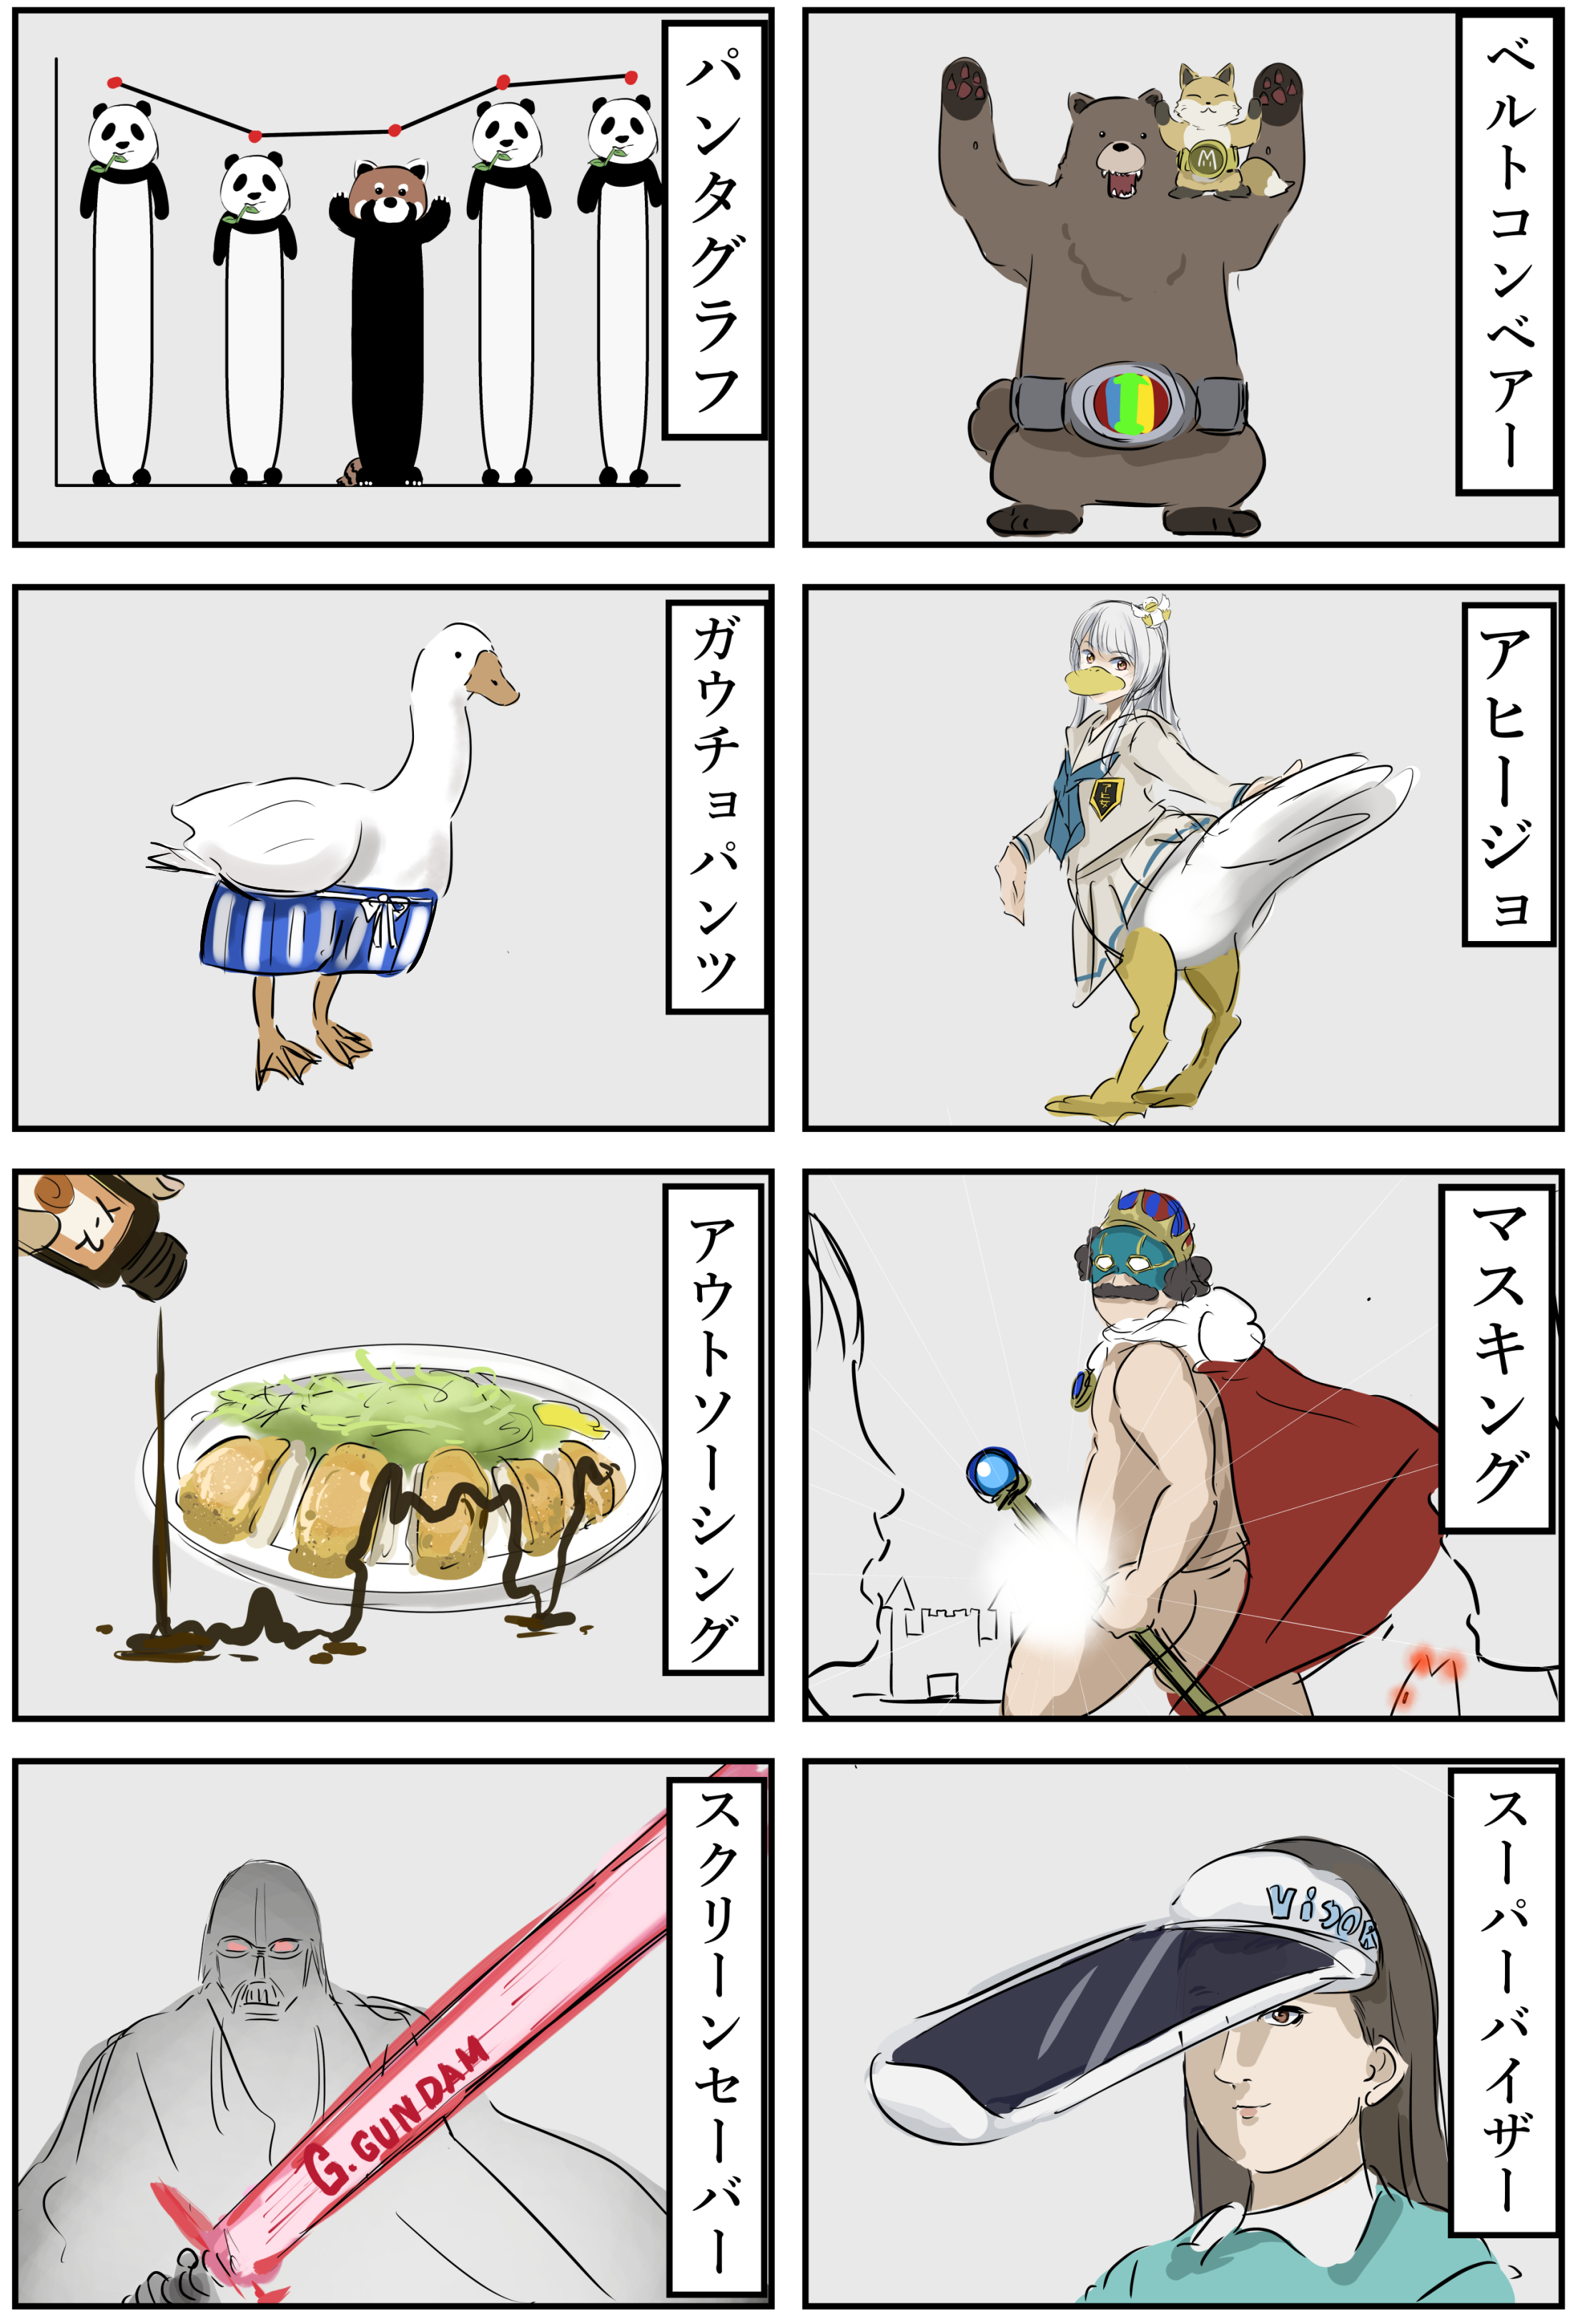 ベルトコンベアー
M
I
パンタグラフ
アヒージョ
アヒ女
ガウチョパンツ
マスキング
アウトソーシング
スーパーバイザー
VISOR
スクリーンセーバー
G.GUNDAM